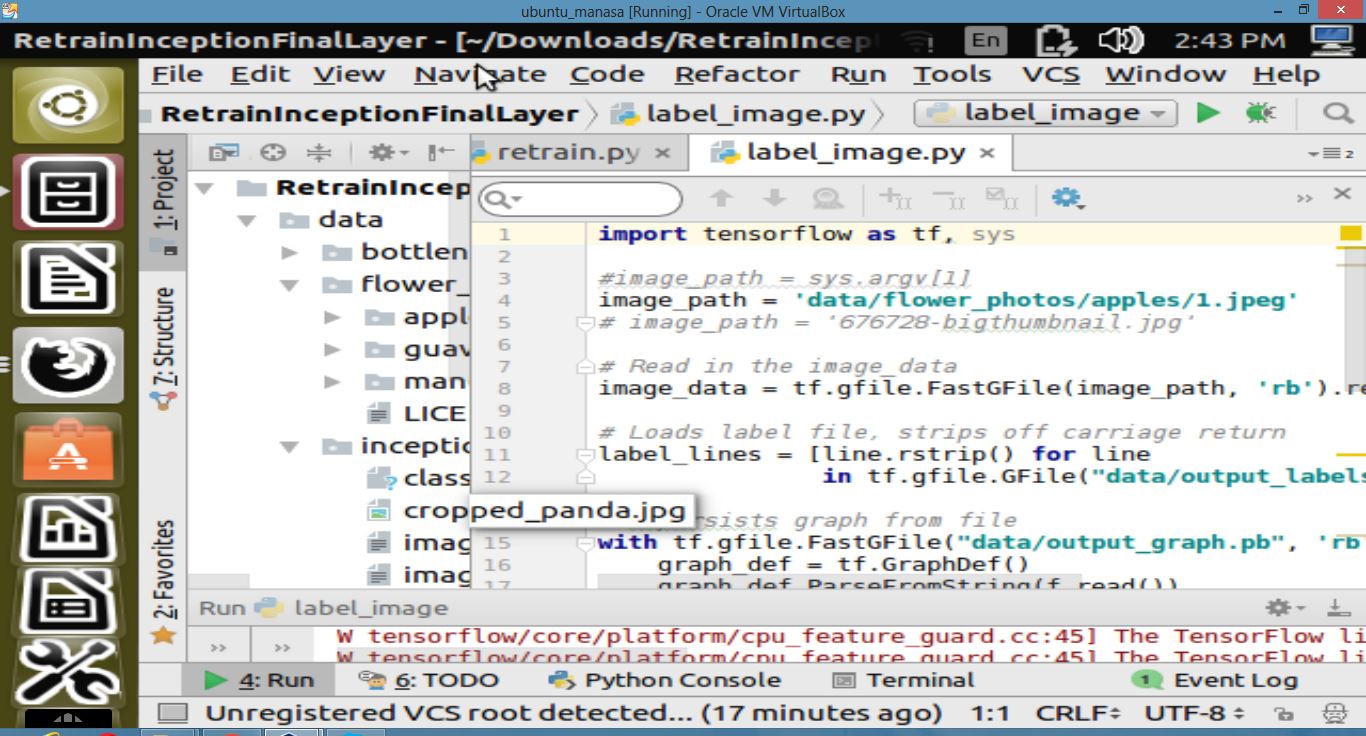 ubuntu_manasa [Running] - Oracle VM VirtualBox
RetrainInceptionFinalLayer - [~/Downloads/RetrainIncep
En
2:43 PM
File Edit View Navigate Code Refactor Run Tools VCS Window Help
RetrainInceptionFinalLayer label_image.py label_image
1: Project
7: Structure
2: Favorites
retrain.py × label_image.py ×
2
RetrainIncep
data
bottlen
flower_
appl
guav
man
LICE
inceptio
class
cropped_panda.jpg
imag
imag
1 import tensorflow as tf, sys
2
3 #image_path = sys.argv[1]
4 image_path = 'data/flower_photos/apples/1.jpeg'
5 # image_path = '676728-bigthumbnail.jpg'
6
7 # Read in the image_data
8 image_data = tf.gfile.FastGFile(image_path, 'rb').re
9
10 # Loads label file, strips off carriage return
11 label_lines = [line.rstrip() for line
12 in tf.gfile.GFile("data/output_labels
sists graph from file
15 with tf.gfile.FastGFile("data/output_graph.pb", 'rb
16 graph_def = tf.GraphDef()
17 graph_def.ParseFromString(f.read())
Run label_image
W tensorflow/core/platform/cpu_feature_guard.cc:45] The TensorFlow li
W tensorflow/core/platform/cpu_feature_guard.cc:45] The TensorFlow li
4: Run 6: TODO Python Console Terminal 1 Event Log
Unregistered VCS root detected... (17 minutes ago) 1:1 CRLF UTF-8